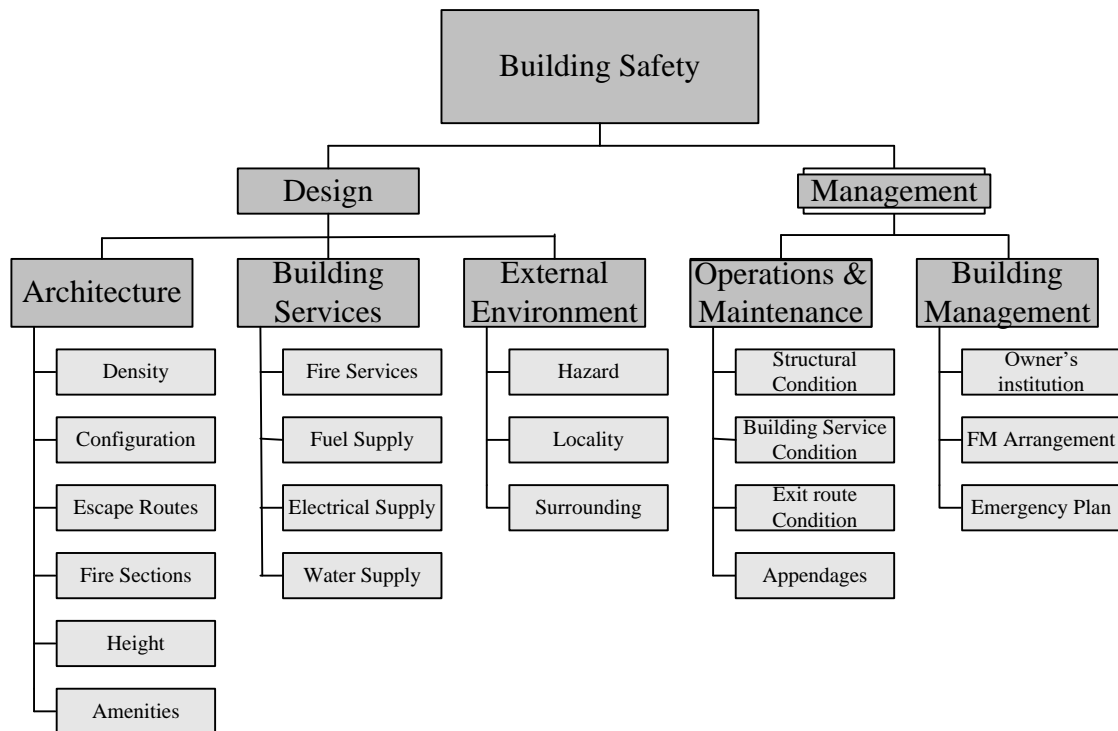 Building Safety
Design
Management
Architecture
Building
Services
External
Environment
Operations &
Maintenance
Building
Management
Density
Configuration
Escape Routes
Fire Sections
Height
Amenities
Fire Services
Fuel Supply
Electrical Supply
Water Supply
Hazard
Locality
Surrounding
Structural
Condition
Building Service
Condition
Exit route
Condition
Appendages
Owner’s
institution
FM Arrangement
Emergency Plan